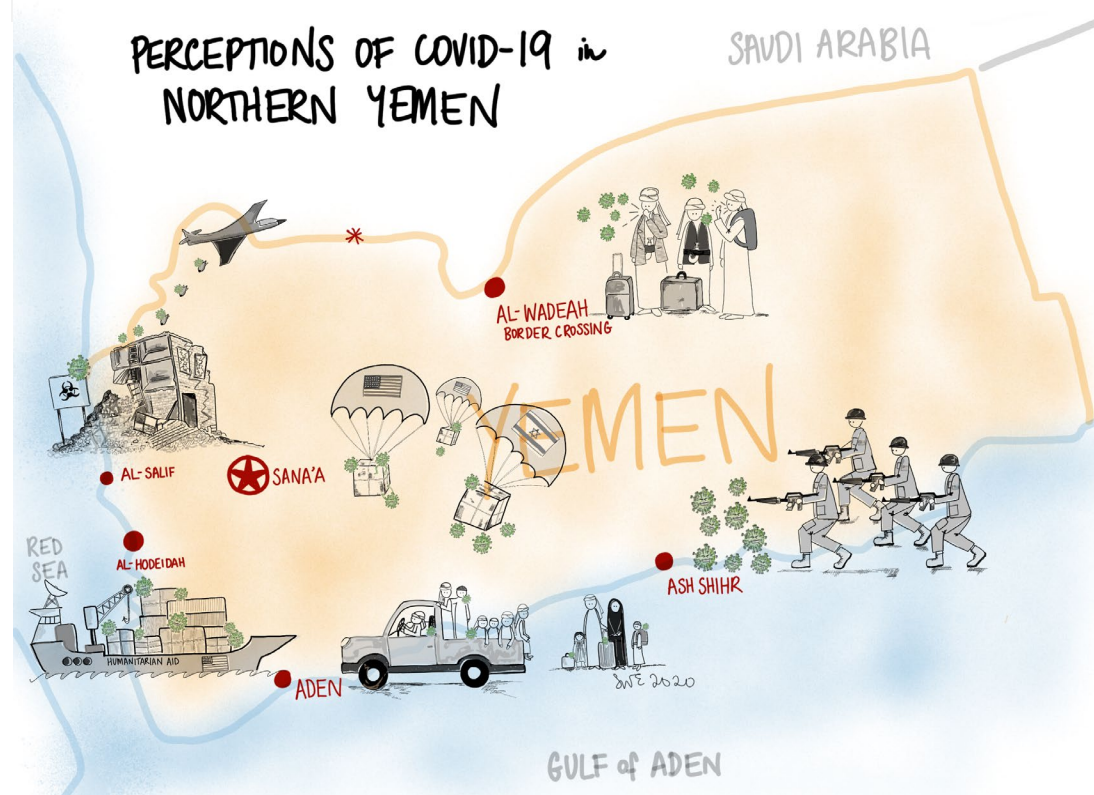 PERCEPTIONS OF COVID-19 in
NORTHERN YEMEN
SAUDI ARABIA
AL-WADEAH
BORDER CROSSING
YEMEN
AL-SALIF
SANA'A
RED
SEA
AL-HODEIDAH
ASH SHIHR
HUMANITARIAN AID
ADEN
SWE 2020
GULF of ADEN